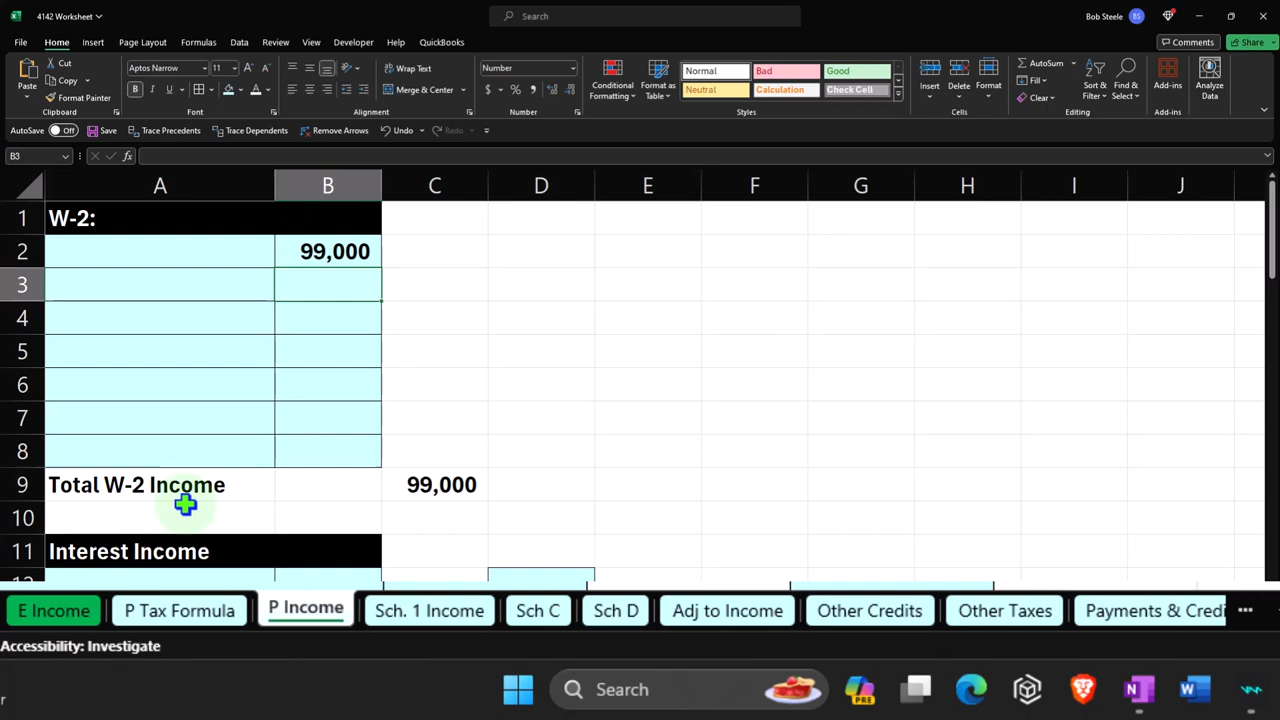 4142 Worksheet
Search
Bob Steele
BS
File
Home
Insert
Page Layout
Formulas
Data
Review
View
Developer
Help
QuickBooks
Comments
Share
Paste
Cut
Copy
Format Painter
Clipboard
Aptos Narrow
11
Font
Wrap Text
Merge & Center
Alignment
Number
Number
Conditional
Formatting
Format as
Table
Normal
Bad
Good
Neutral
Calculation
Check Cell
Styles
Insert
Delete
Format
Cells
AutoSum
Fill
Clear
Sort &
Filter
Find &
Select
Editing
Add-ins
Add-ins
Analyze
Data
AutoSave
Off
Save
Trace Precedents
Trace Dependents
Remove Arrows
Undo
Redo
B3
fx
A B C D E F G H I J
1 W-2:
2 99,000
3
4
5
6
7
8
9 Total W-2 Income 99,000
10
11 Interest Income
E Income
P Tax Formula
P Income
Sch. 1 Income
Sch C
Sch D
Adj to Income
Other Credits
Other Taxes
Payments & Credi
Accessibility: Investigate
Search
PRE